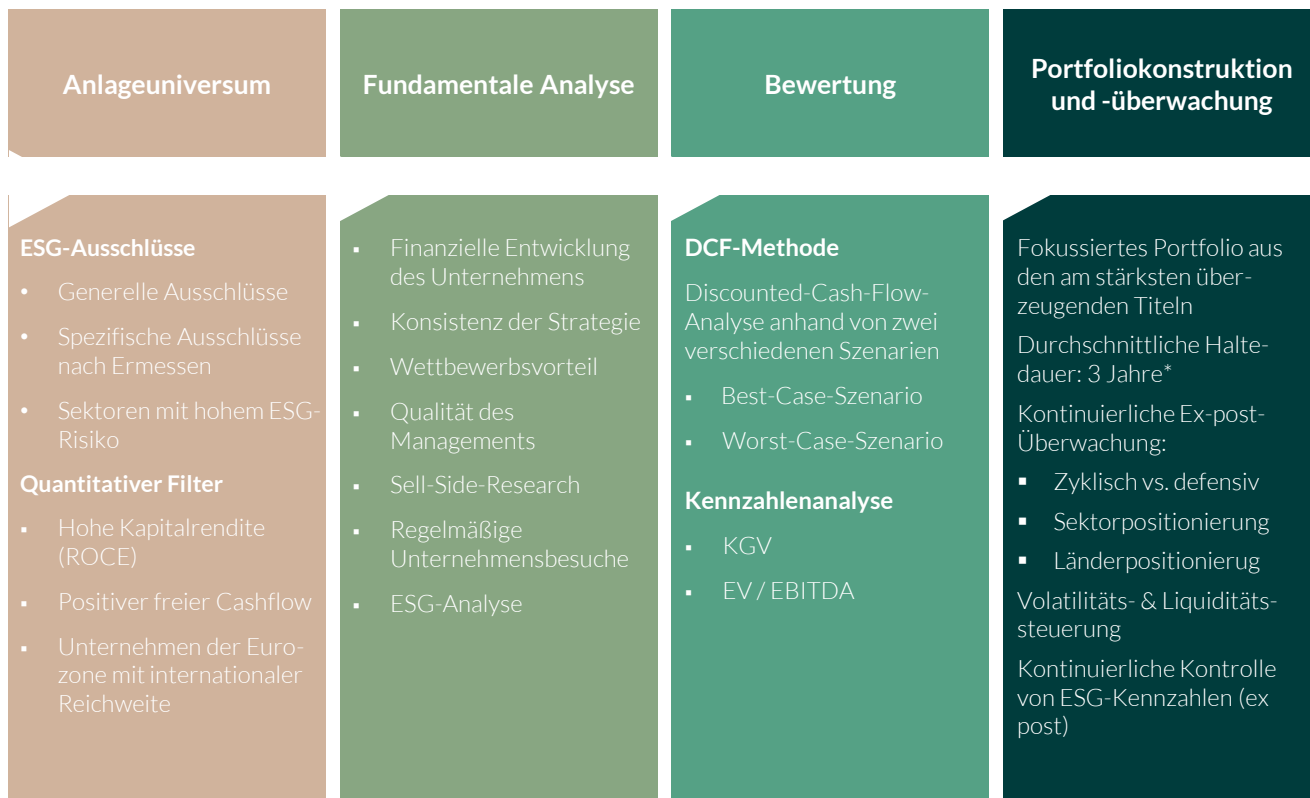 Anlageuniversum
Fundamentale Analyse
Bewertung
Portfoliokonstruktion
und -überwachung
ESG-Ausschlüsse
• Generelle Ausschlüsse
• Spezifische Ausschlüsse
nach Ermessen
• Sektoren mit hohem ESG-
Risiko
Quantitativer Filter
▪ Hohe Kapitalrendite
(ROCE)
▪ Positiver freier Cashflow
▪ Unternehmen der Euro-
zone mit internationaler
Reichweite
▪ Finanzielle Entwicklung
des Unternehmens
▪ Konsistenz der Strategie
▪ Wettbewerbsvorteil
▪ Qualität des
Managements
▪ Sell-Side-Research
▪ Regelmäßige
Unternehmensbesuche
▪ ESG-Analyse
DCF-Methode
Discounted-Cash-Flow-
Analyse anhand von zwei
verschiedenen Szenarien
▪ Best-Case-Szenario
▪ Worst-Case-Szenario
Kennzahlenanalyse
▪ KGV
▪ EV / EBITDA
Fokussiertes Portfolio aus
den am stärksten über-
zeugenden Titeln
Durchschnittliche Halte-
dauer: 3 Jahre*
Kontinuierliche Ex-post-
Überwachung:
▪ Zyklisch vs. defensiv
▪ Sektorpositionierung
▪ Länderpositionierug
Volatilitäts- & Liquiditäts-
steuerung
Kontinuierliche Kontrolle
von ESG-Kennzahlen (ex
post)